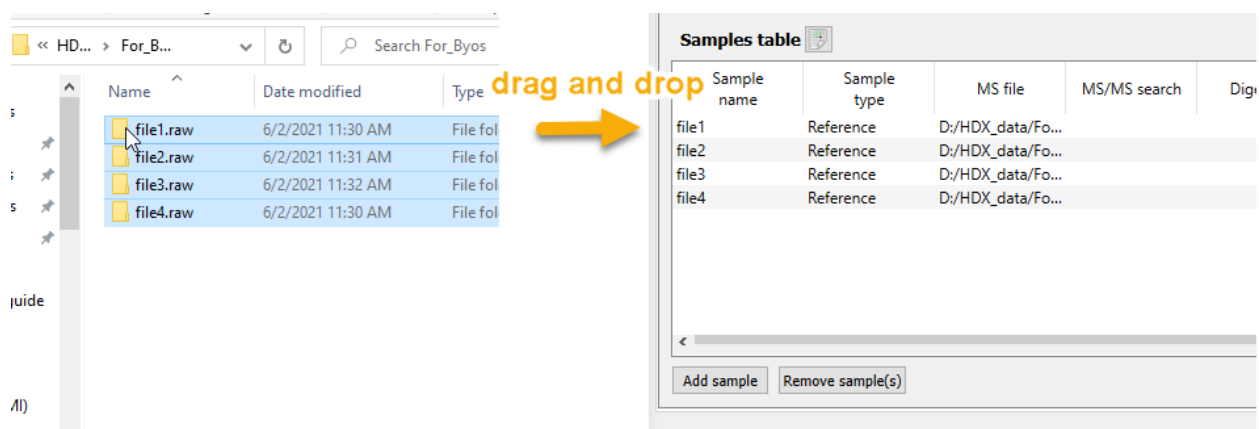 « HD... > For_B...
Search For_Byos
Name
Date modified
Type
file1.raw
6/2/2021 11:30 AM
File fol
file2.raw
6/2/2021 11:31 AM
File fol
file3.raw
6/2/2021 11:32 AM
File fol
file4.raw
6/2/2021 11:30 AM
File fol
guide
MI)
drag and drop
Samples table
Sample name
Sample type
MS file
MS/MS search
Dige
file1
Reference
D:/HDX_data/Fo...
file2
Reference
D:/HDX_data/Fo...
file3
Reference
D:/HDX_data/Fo...
file4
Reference
D:/HDX_data/Fo...
Add sample
Remove sample(s)